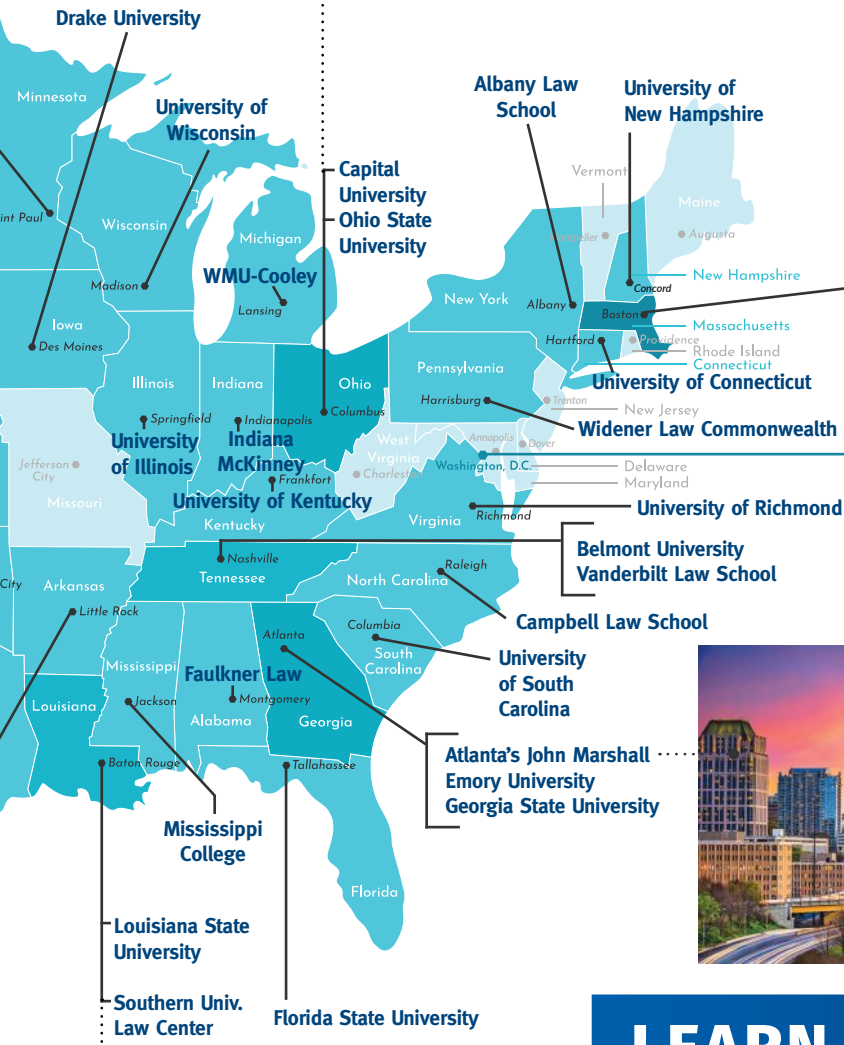 Drake University
Minnesota
University of
Wisconsin
Albany Law
School
University of
New Hampshire
Capital
University
Ohio State
University
Vermont
Maine
int Paul
Wisconsin
Michigan
Montpelier
Augusta
WMU-Cooley
New Hampshire
Madison
Lansing
New York
Albany
Concord
Boston
Massachusetts
Iowa
Des Moines
Hartford
Providence
Rhode Island
Connecticut
Illinois
Indiana
Ohio
Pennsylvania
University of Connecticut
Springfield
Indianapolis
Columbus
Harrisburg
Trenton
New Jersey
Widener Law Commonwealth
University
of Illinois
Indiana
McKinney
West
Virginia
Annapolis
Dover
Jefferson
City
Charleston
Washington, D.C.
Delaware
Maryland
Frankfort
Missouri
University of Kentucky
Kentucky
Virginia
Richmond
University of Richmond
Belmont University
Vanderbilt Law School
Nashville
Tennessee
City
Arkansas
North Carolina
Raleigh
Little Rock
Campbell Law School
Columbia
Atlanta
South
Carolina
University
of South
Carolina
Mississippi
Faulkner Law
Louisiana
Jackson
Montgomery
Alabama
Georgia
Baton Rouge
Tallahassee
Atlanta's John Marshall
Emory University
Georgia State University
Mississippi
College
Florida
Louisiana State
University
Southern Univ.
Law Center
Florida State University
LEARN